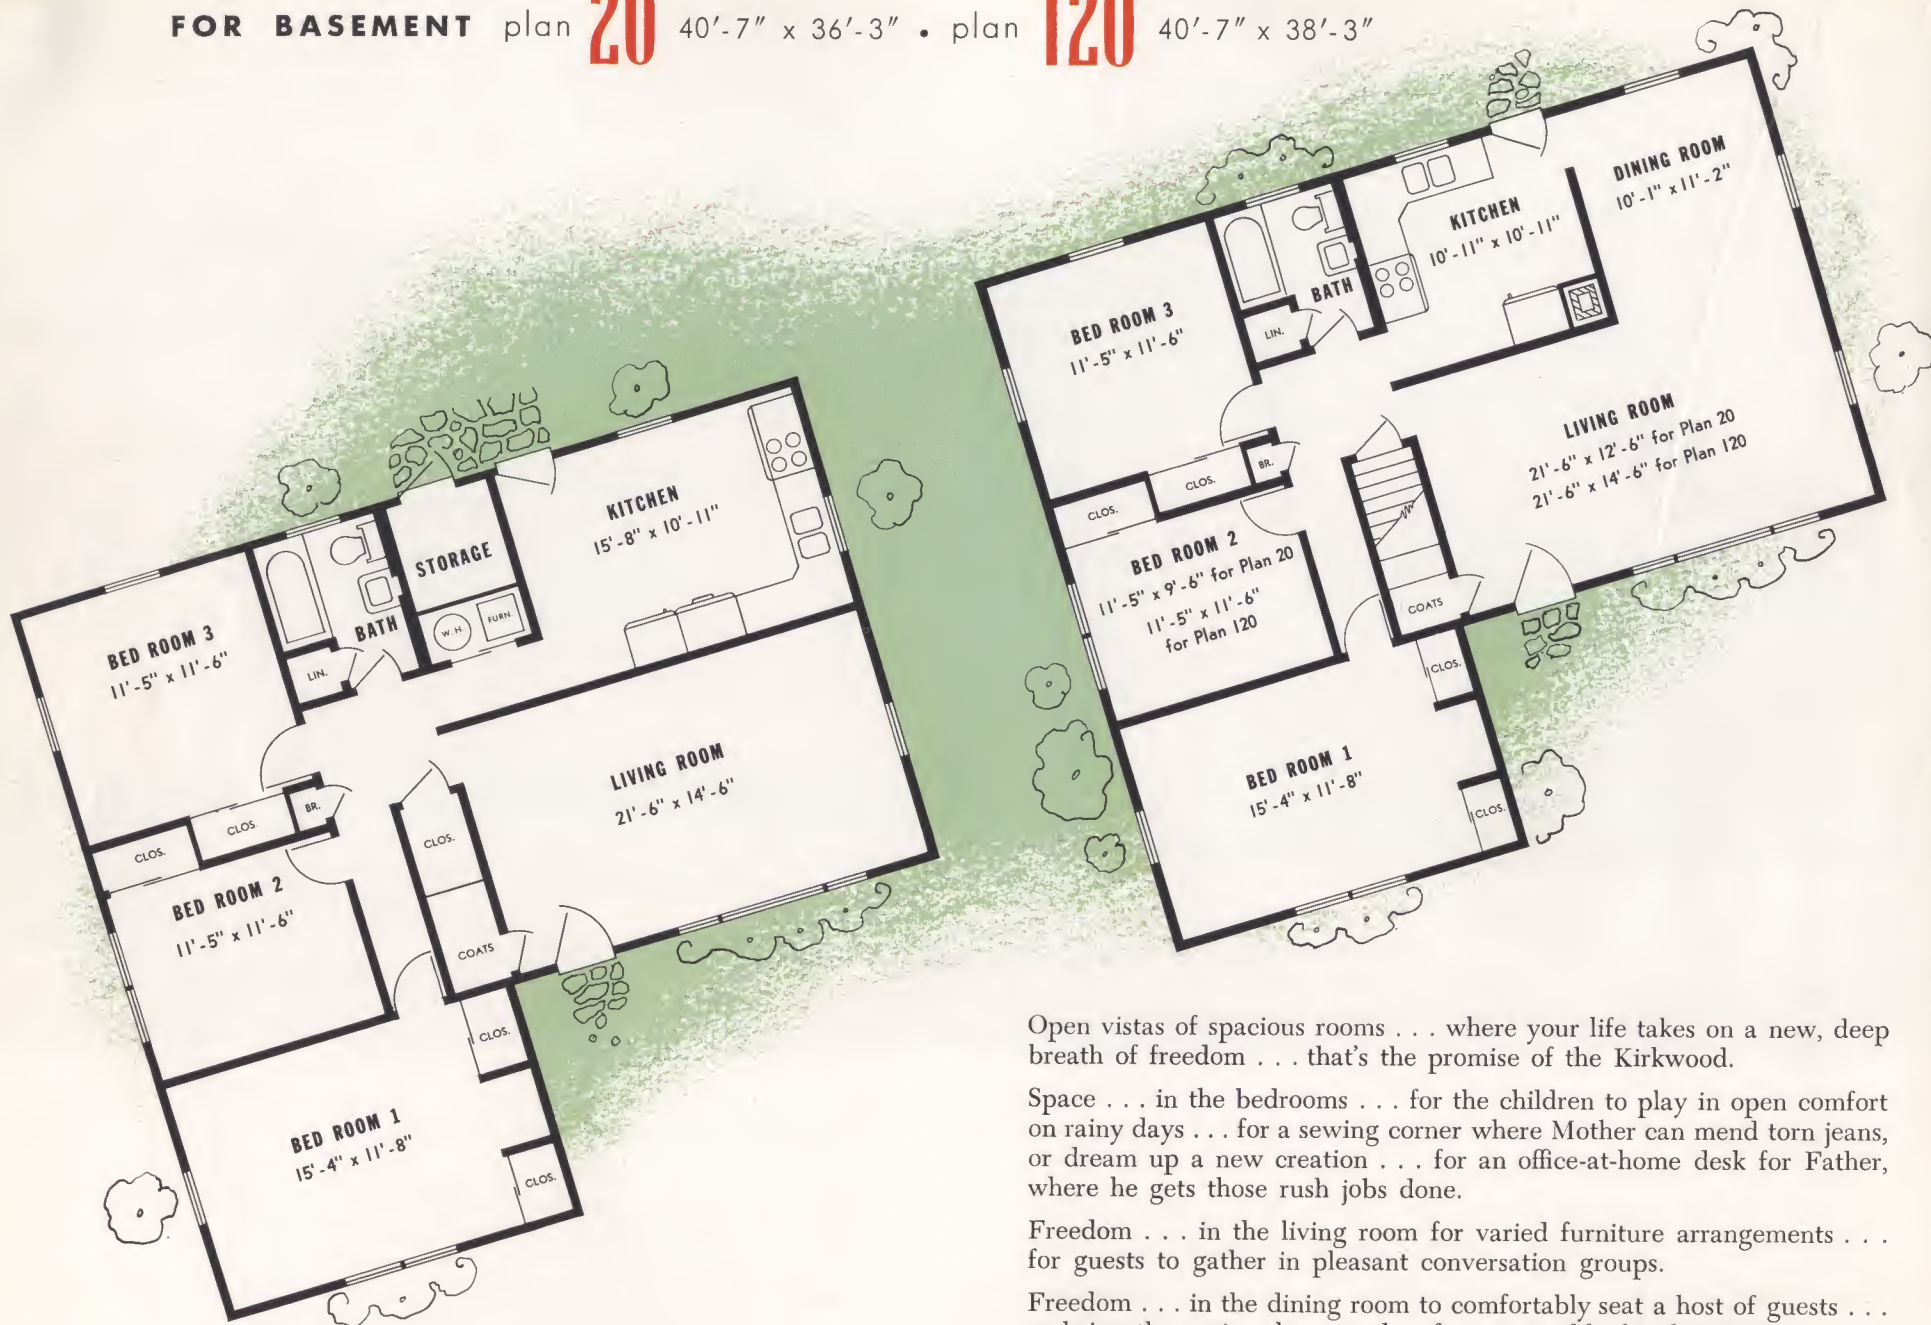 FOR BASEMENT plan 20 40'-7" x 36'-3" • plan 120 40'-7" x 38'-3"
BED ROOM 3
11'-5" x 11'-6"
LIN.
BATH
STORAGE
W.H.
FURN.
KITCHEN
15'-8" x 10'-11"
CLOS.
CLOS.
BR.
BED ROOM 2
11'-5" x 11'-6"
CLOS.
COATS
LIVING ROOM
21'-6" x 14'-6"
CLOS.
BED ROOM 1
15'-4" x 11'-8"
CLOS.
BED ROOM 3
11'-5" x 11'-6"
LIN.
BATH
KITCHEN
10'-11" x 10'-11"
DINING ROOM
10'-1" x 11'-2"
CLOS.
CLOS.
BR.
BED ROOM 2
11'-5" x 9'-6" for Plan 20
11'-5" x 11'-6"
for Plan 120
COATS
LIVING ROOM
21'-6" x 12'-6" for Plan 20
21'-6" x 14'-6" for Plan 120
CLOS.
BED ROOM 1
15'-4" x 11'-8"
CLOS.
Open vistas of spacious rooms . . . where your life takes on a new, deep
breath of freedom . . . that's the promise of the Kirkwood.
Space . . . in the bedrooms . . . for the children to play in open comfort
on rainy days . . . for a sewing corner where Mother can mend torn jeans,
or dream up a new creation . . . for an office-at-home desk for Father,
where he gets those rush jobs done.
Freedom . . . in the living room for varied furniture arrangements . . .
for guests to gather in pleasant conversation groups.
Freedom . . . in the dining room to comfortably seat a host of guests . . .